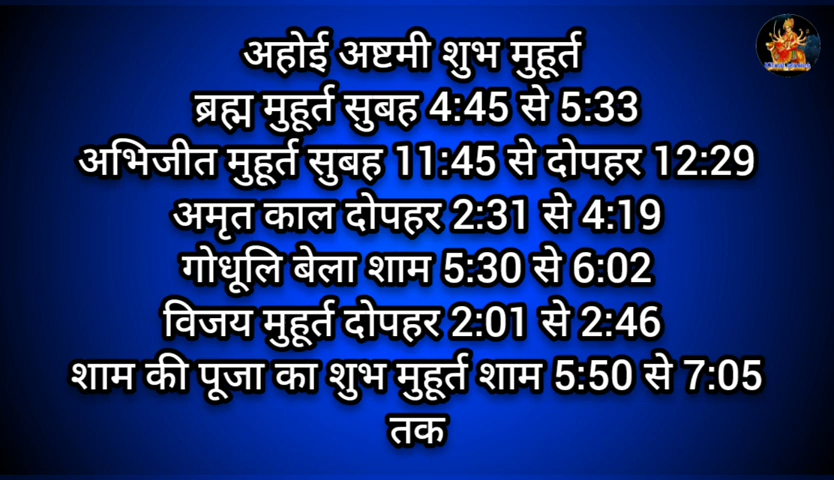 अहोई अष्टमी शुभ मुहूर्त
ब्रह्म मुहूर्त सुबह 4:45 से 5:33
अभिजीत मुहूर्त सुबह 11:45 से दोपहर 12:29
अमृत काल दोपहर 2:31 से 4:19
गोधूलि बेला शाम 5:30 से 6:02
विजय मुहूर्त दोपहर 2:01 से 2:46
शाम की पूजा का शुभ मुहूर्त शाम 5:50 से 7:05
तक